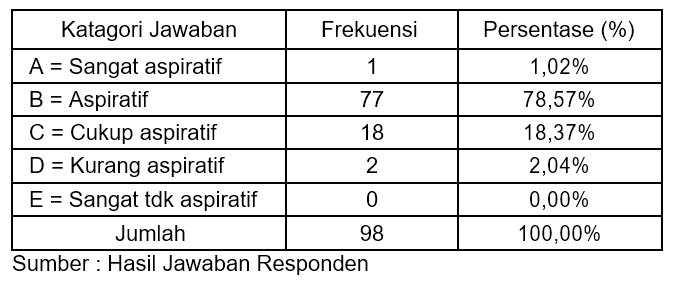 Katagori Jawaban Frekuensi Persentase (%)
A = Sangat aspiratif 1 1,02%
B = Aspiratif 77 78,57%
C = Cukup aspiratif 18 18,37%
D = Kurang aspiratif 2 2,04%
E = Sangat tdk aspiratif 0 0,00%
Jumlah 98 100,00%
Sumber : Hasil Jawaban Responden